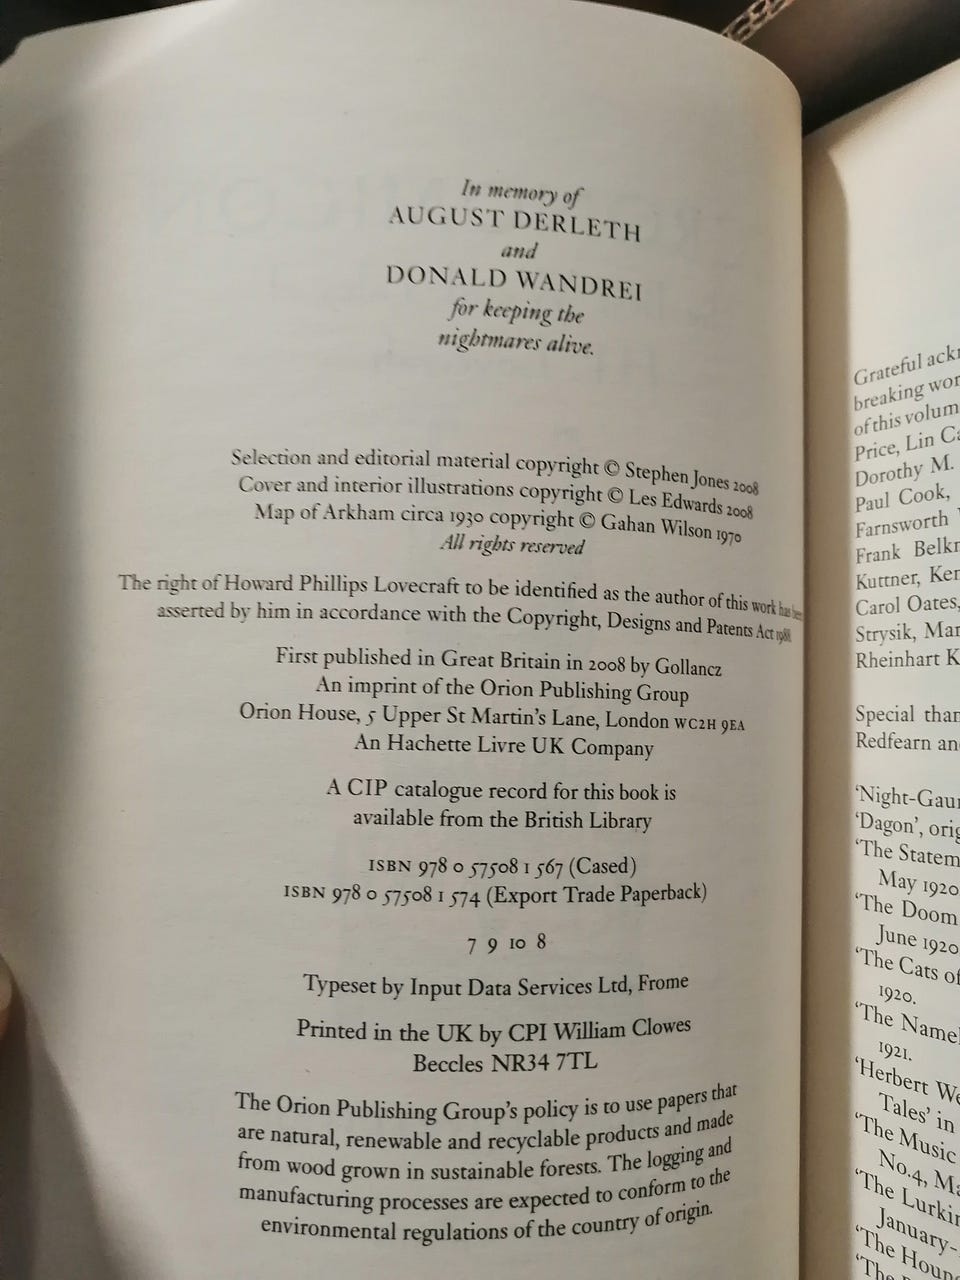 In memory of
AUGUST DERLETH
and
DONALD WANDREI
for keeping the
nightmares alive.
Selection and editorial material copyright © Stephen Jones 2008
Cover and interior illustrations copyright © Les Edwards 2008
Map of Arkham circa 1930 copyright © Gahan Wilson 1970
All rights reserved
The right of Howard Phillips Lovecraft to be identified as the author of this work has been
asserted by him in accordance with the Copyright, Designs and Patents Act 1988
First published in Great Britain in 2008 by Gollancz
An imprint of the Orion Publishing Group
Orion House, 5 Upper St Martin's Lane, London WC2H 9EA
An Hachette Livre UK Company
A CIP catalogue record for this book is
available from the British Library
ISBN 978 0 57508 1 567 (Cased)
ISBN 978 0 57508 1 574 (Export Trade Paperback)
7 9 10 8
Typeset by Input Data Services Ltd, Frome
Printed in the UK by CPI William Clowes
Beccles NR34 7TL
The Orion Publishing Group's policy is to use papers that
are natural, renewable and recyclable products and made
from wood grown in sustainable forests. The logging and
manufacturing processes are expected to conform to the
environmental regulations of the country of origin.
Grateful
breaking
of this
Price, Lin
Dorothy M.
Paul Cook,
Farnsworth
Frank
Kuttner,
Carol Oates,
Strysik,
Rheinhart
Special
Redfearn
'Dagon',
'The
May 1920
'The Doom
June 1920
'The Cats of
1920.
'The
1921.
'Herbert
Tales' in
'The Music
No.4,
'The
January-
'The
'The